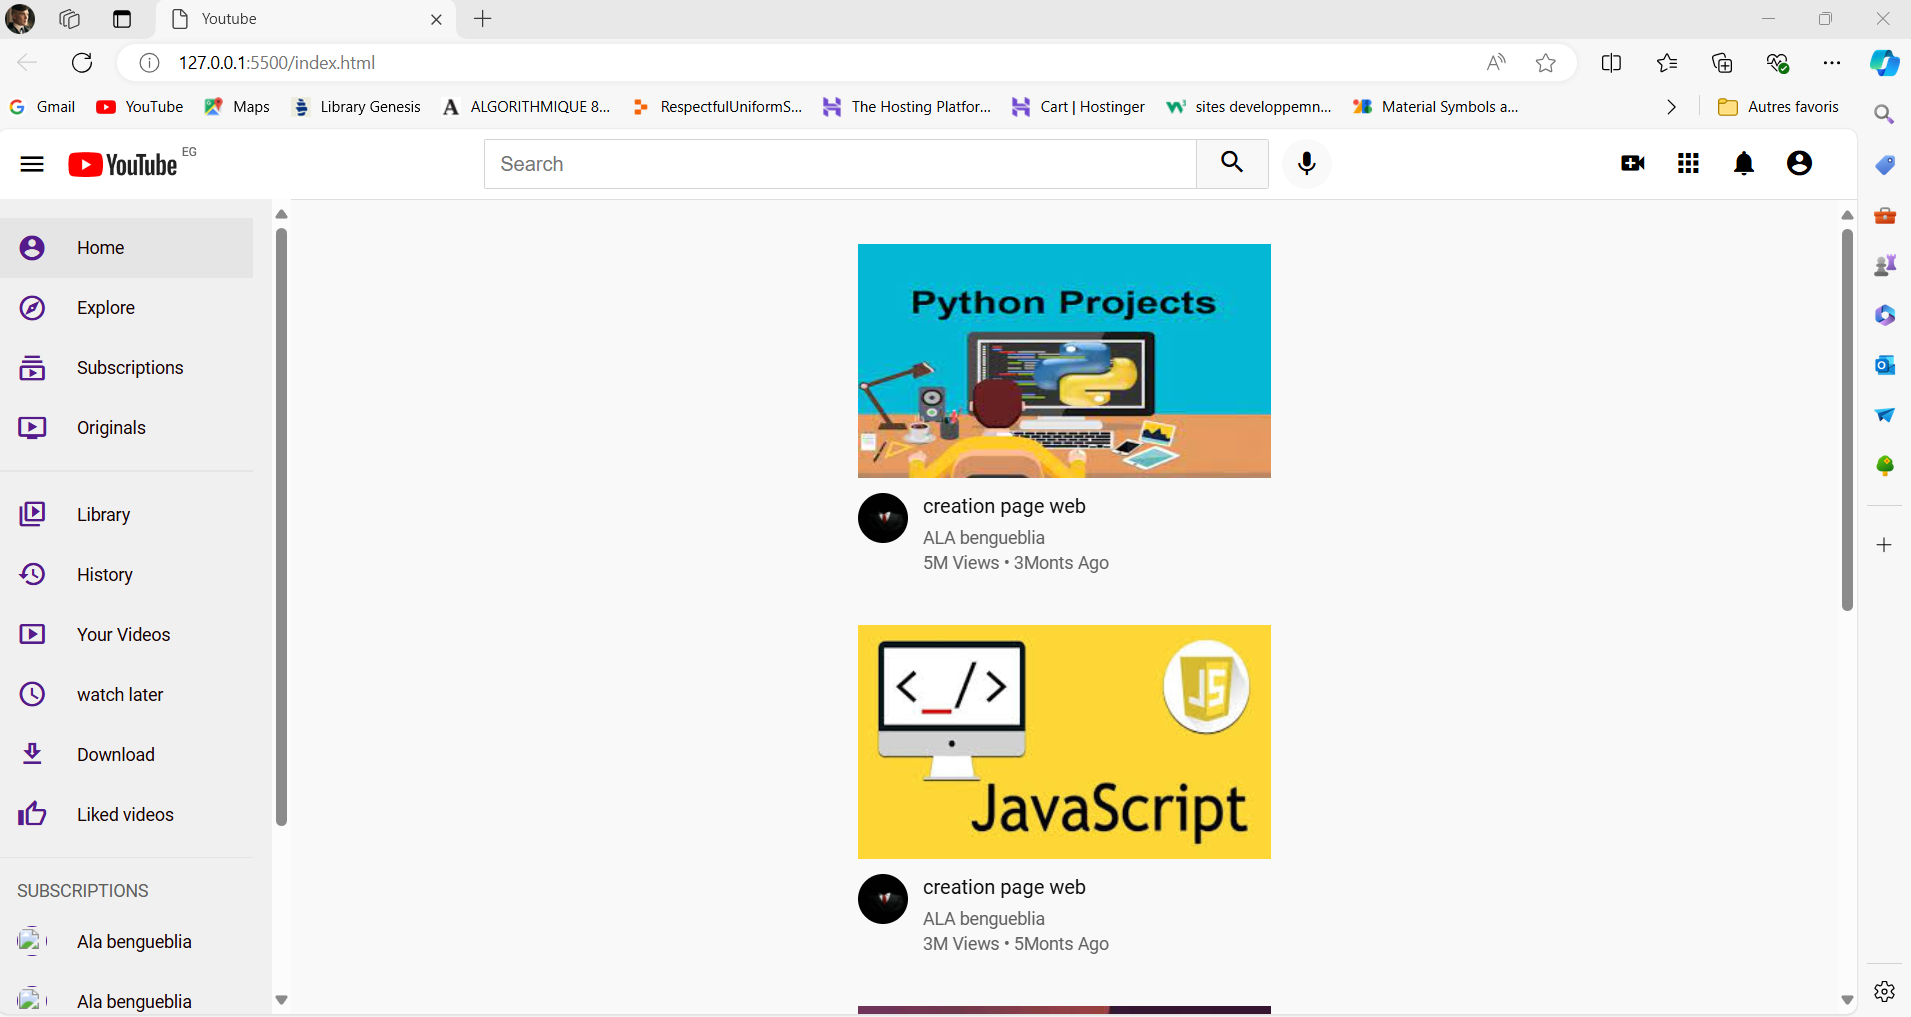 Youtube
127.0.0.1:5500/index.html
Gmail
YouTube
Maps
Library Genesis
ALGORITHMIQUE 8...
RespectfulUniformS...
The Hosting Platfor...
Cart | Hostinger
sites developpemn...
Material Symbols a...
Autres favoris
YouTube EG
Search
Home
Explore
Subscriptions
Originals
Library
History
Your Videos
watch later
Download
Liked videos
SUBSCRIPTIONS
Ala bengueblia
Ala bengueblia
Python Projects
creation page web
ALA bengueblia
5M Views • 3Monts Ago
<_/>
JS
JavaScript
creation page web
ALA bengueblia
3M Views • 5Monts Ago